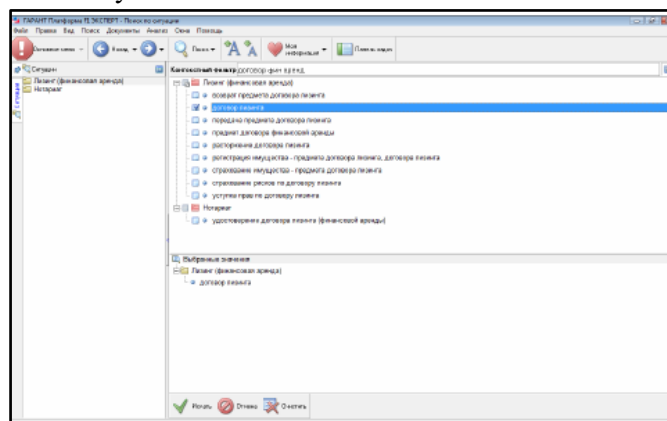 ГАРАНТ Платформа F1 ЭКСПЕРТ - Поиск по ситуации
Файл Правка Вид Поиск Документы Анализ Окна Помощь
Основное меню Назад Поиск Моя информация Панель задач
Ситуации
Лизинг (финансовая аренда)
Нотариат
Ситуации
Контекстный фильтр договор фин аренд
Лизинг (финансовая аренда)
возврат предмета договора лизинга
договор лизинга
передача предмета договора лизинга
предмет договора финансовой аренды
расторжение договора лизинга
регистрация имущества - предмета договора лизинга, договора лизинга
страхование имущества - предмета договора лизинга
страхование рисков по договору лизинга
уступка прав по договору лизинга
Нотариат
удостоверение договора лизинга (финансовой аренды)
Выбранные значения
Лизинг (финансовая аренда)
договор лизинга
Искать Отмена Очистить